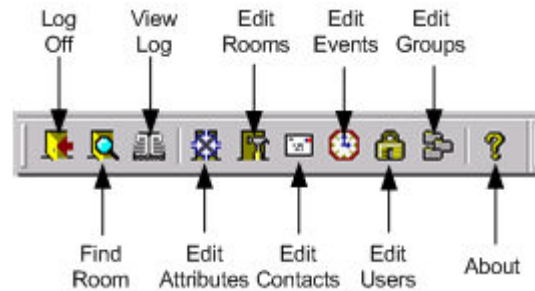 Log
Off
View
Log
Edit
Rooms
Edit
Events
Edit
Groups
Find
Room
Edit
Attributes
Edit
Contacts
Edit
Users
About